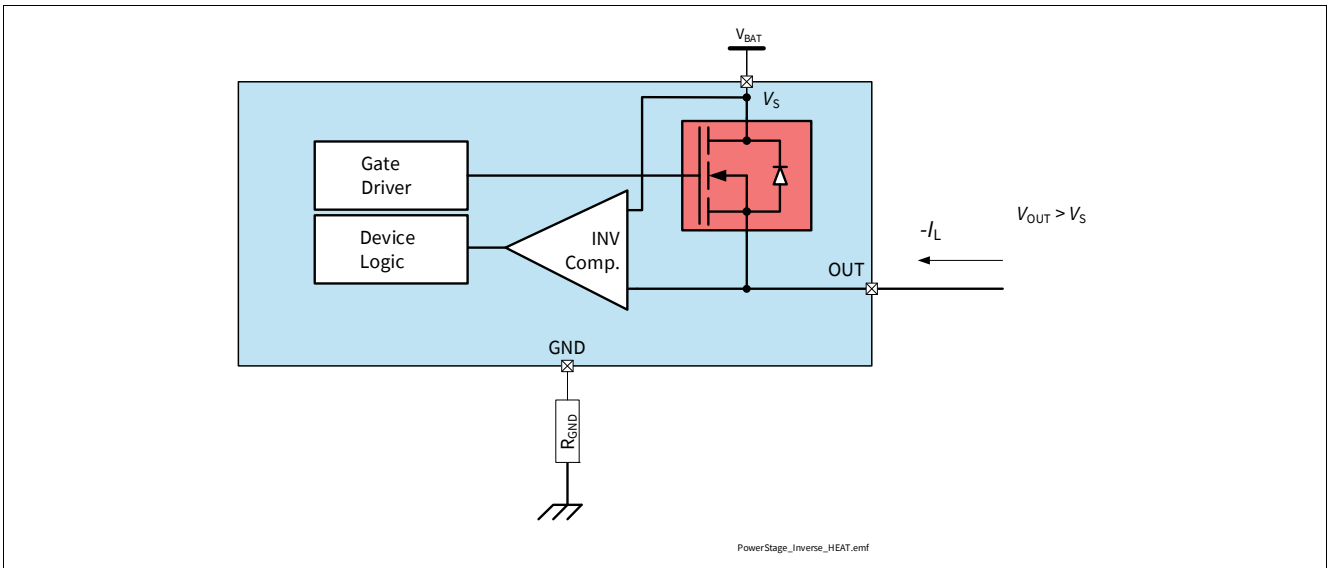 VBAT
VS
Gate
Driver
Device
Logic
INV
Comp.
VOUT > VS
-IL
OUT
GND
RGND
PowerStage_Inverse_HEAT.emf